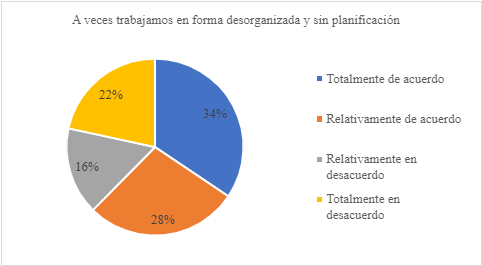 A veces trabajamos en forma desorganizada y sin planificación
34%
28%
16%
22%
Totalmente de acuerdo
Relativamente de acuerdo
Relativamente en
desacuerdo
Totalmente en
desacuerdo